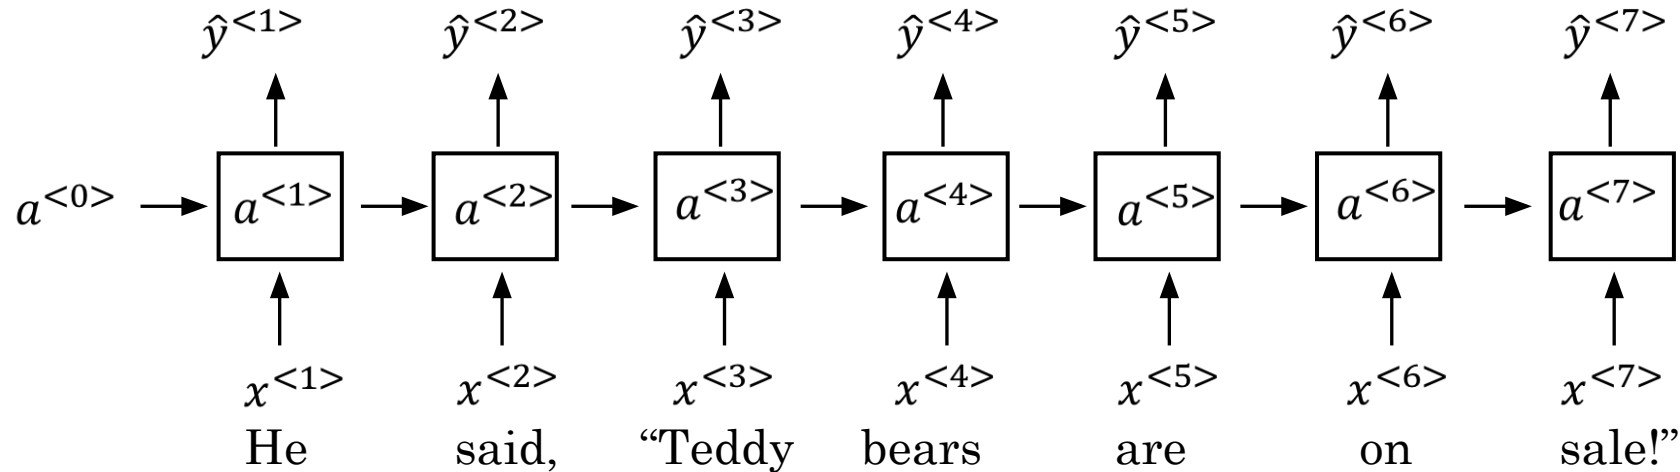 ŷ<1> ŷ<2> ŷ<3> ŷ<4> ŷ<5> ŷ<6> ŷ<7>
a<0> a<1> a<2> a<3> a<4> a<5> a<6> a<7>
x<1> x<2> x<3> x<4> x<5> x<6> x<7>
He said, “Teddy bears are on sale!”